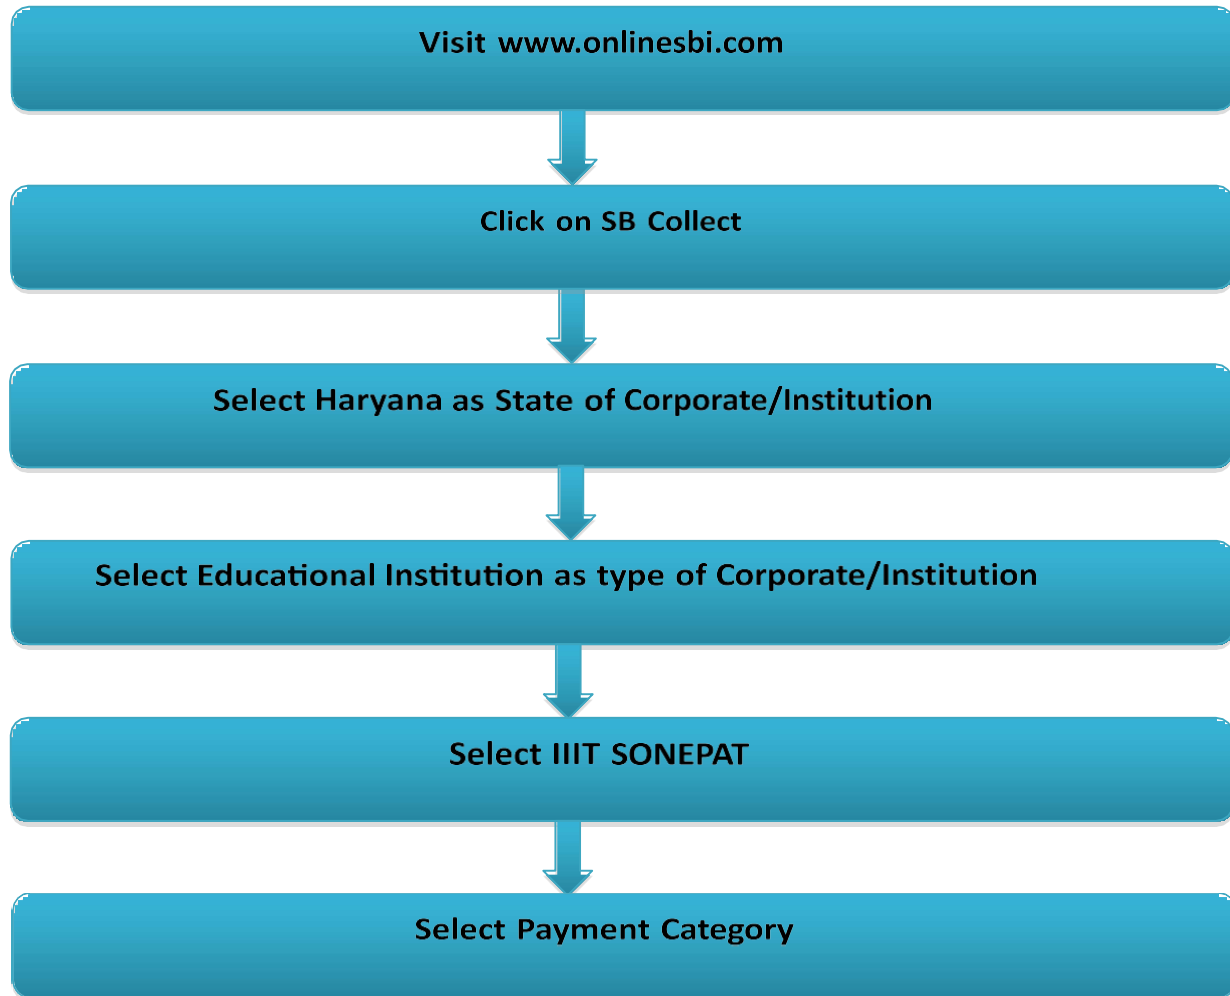 Visit www.onlinesbi.com
Click on SB Collect
Select Haryana as State of Corporate/Institution
Select Educational Institution as type of Corporate/Institution
Select IIIT SONEPAT
Select Payment Category